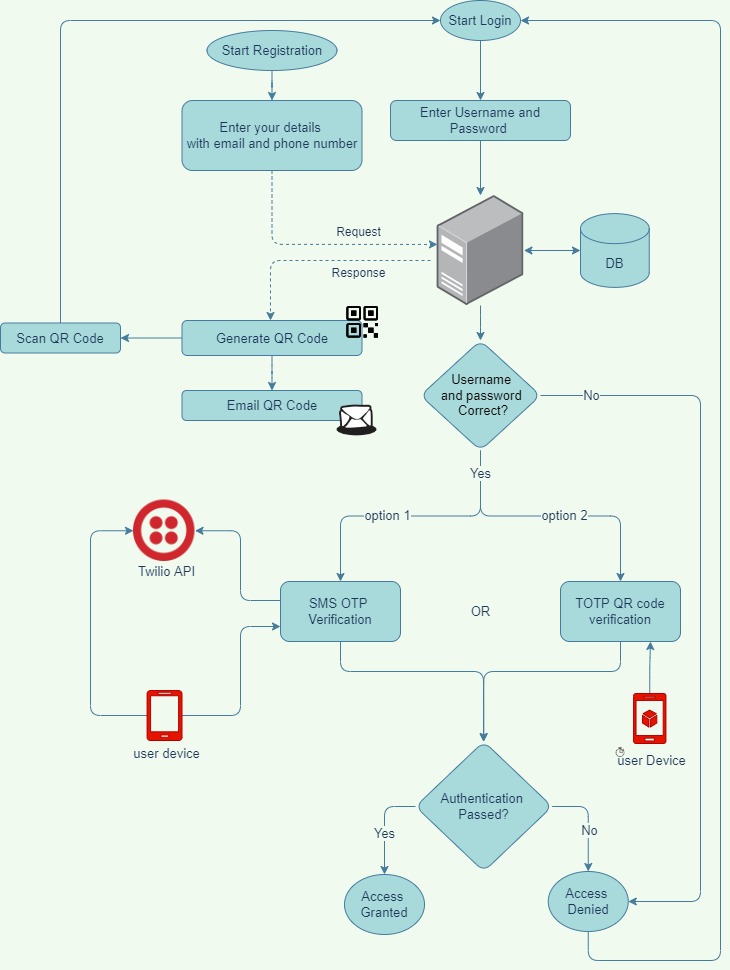 Start Login
Start Registration
Enter your details
with email and phone number
Enter Username and
Password
Request
Response
DB
Scan QR Code
Generate QR Code
Email QR Code
Username
and password
Correct?
No
Yes
option 1
option 2
Twilio API
SMS OTP
Verification
OR
TOTP QR code
verification
user device
user Device
Authentication
Passed?
Yes
No
Access
Granted
Access
Denied